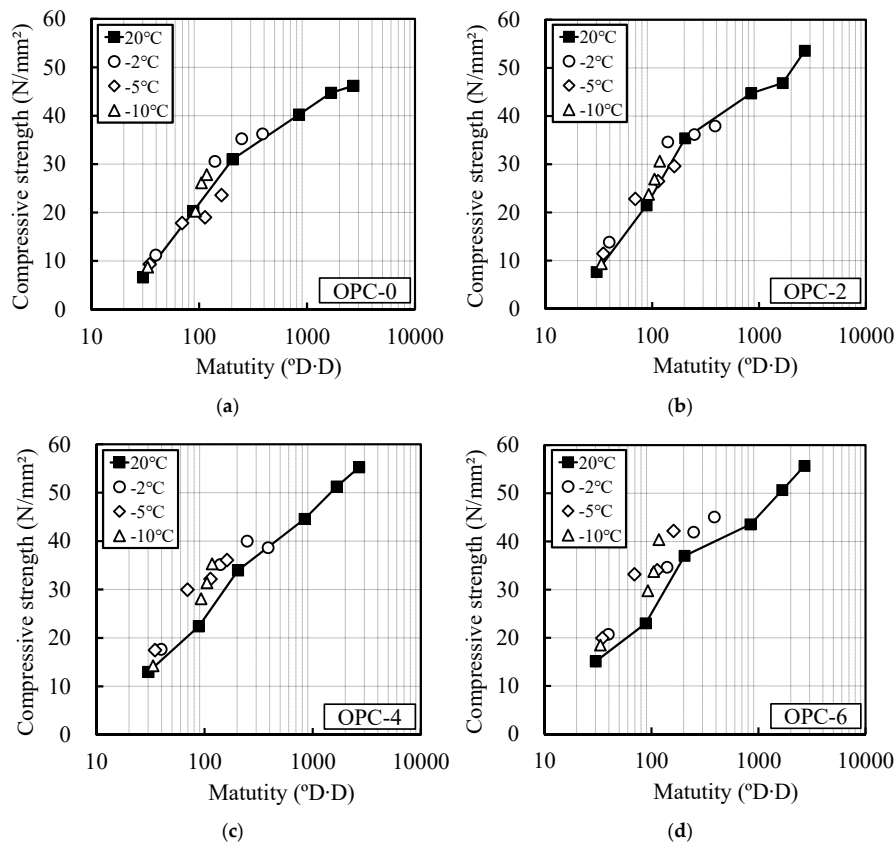 60
50
40
30
20
10
0
Compressive strength (N/mm²)
20℃
-2℃
-5℃
-10℃
OPC-0
10 100 1000 10000
Matutity (ºD·D)
(a)
60
50
40
30
20
10
0
Compressive strength (N/mm²)
20℃
-2℃
-5℃
-10℃
OPC-2
10 100 1000 10000
Matutity (ºD·D)
(b)
60
50
40
30
20
10
0
Compressive strength (N/mm²)
20℃
-2℃
-5℃
-10℃
OPC-4
10 100 1000 10000
Matutity (ºD·D)
(c)
60
50
40
30
20
10
0
Compressive strength (N/mm²)
20℃
-2℃
-5℃
-10℃
OPC-6
10 100 1000 10000
Matutity (ºD·D)
(d)